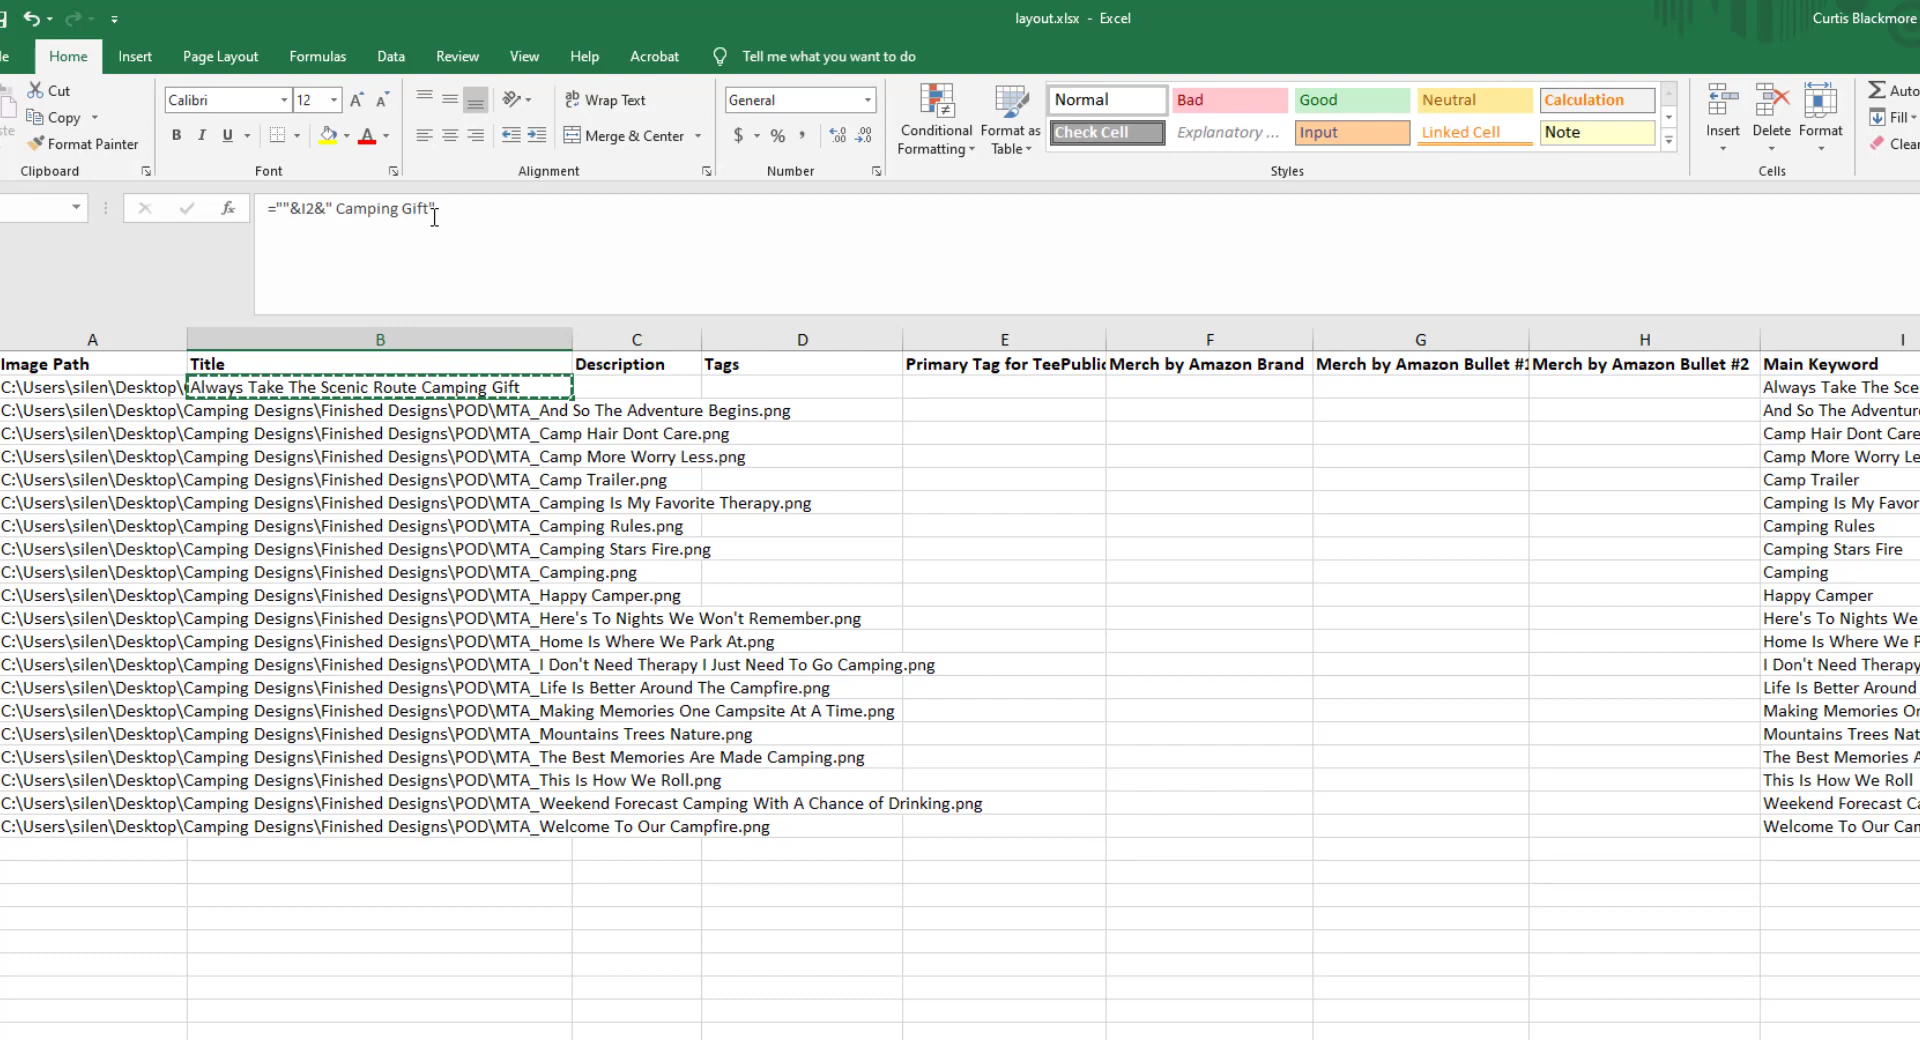 layout.xlsx - Excel
Curtis Blackmore
Home Insert Page Layout Formulas Data Review View Help Acrobat Tell me what you want to do
Cut
Copy
Format Painter
Clipboard
Calibri 12
B I U
Font
Wrap Text
Merge & Center
Alignment
General
$ % ,
Number
Conditional Formatting
Format as Table
Normal Bad Good Neutral Calculation
Check Cell Explanatory ... Input Linked Cell Note
Styles
Insert Delete Format
Cells
Auto
Fill
Clear
fx =""&I2&" Camping Gift"
A B C D E F G H I
Image Path Title Description Tags Primary Tag for TeePublic Merch by Amazon Brand Merch by Amazon Bullet #1 Merch by Amazon Bullet #2 Main Keyword
C:\Users\silen\Desktop\ Always Take The Scenic Route Camping Gift Always Take The Sce
C:\Users\silen\Desktop\Camping Designs\Finished Designs\POD\MTA_And So The Adventure Begins.png And So The Adventure
C:\Users\silen\Desktop\Camping Designs\Finished Designs\POD\MTA_Camp Hair Dont Care.png Camp Hair Dont Care
C:\Users\silen\Desktop\Camping Designs\Finished Designs\POD\MTA_Camp More Worry Less.png Camp More Worry Le
C:\Users\silen\Desktop\Camping Designs\Finished Designs\POD\MTA_Camp Trailer.png Camp Trailer
C:\Users\silen\Desktop\Camping Designs\Finished Designs\POD\MTA_Camping Is My Favorite Therapy.png Camping Is My Favor
C:\Users\silen\Desktop\Camping Designs\Finished Designs\POD\MTA_Camping Rules.png Camping Rules
C:\Users\silen\Desktop\Camping Designs\Finished Designs\POD\MTA_Camping Stars Fire.png Camping Stars Fire
C:\Users\silen\Desktop\Camping Designs\Finished Designs\POD\MTA_Camping.png Camping
C:\Users\silen\Desktop\Camping Designs\Finished Designs\POD\MTA_Happy Camper.png Happy Camper
C:\Users\silen\Desktop\Camping Designs\Finished Designs\POD\MTA_Here's To Nights We Won't Remember.png Here's To Nights We
C:\Users\silen\Desktop\Camping Designs\Finished Designs\POD\MTA_Home Is Where We Park At.png Home Is Where We P
C:\Users\silen\Desktop\Camping Designs\Finished Designs\POD\MTA_I Don't Need Therapy I Just Need To Go Camping.png I Don't Need Therapy
C:\Users\silen\Desktop\Camping Designs\Finished Designs\POD\MTA_Life Is Better Around The Campfire.png Life Is Better Around
C:\Users\silen\Desktop\Camping Designs\Finished Designs\POD\MTA_Making Memories One Campsite At A Time.png Making Memories Or
C:\Users\silen\Desktop\Camping Designs\Finished Designs\POD\MTA_Mountains Trees Nature.png Mountains Trees Nat
C:\Users\silen\Desktop\Camping Designs\Finished Designs\POD\MTA_The Best Memories Are Made Camping.png The Best Memories A
C:\Users\silen\Desktop\Camping Designs\Finished Designs\POD\MTA_This Is How We Roll.png This Is How We Roll
C:\Users\silen\Desktop\Camping Designs\Finished Designs\POD\MTA_Weekend Forecast Camping With A Chance of Drinking.png Weekend Forecast Ca
C:\Users\silen\Desktop\Camping Designs\Finished Designs\POD\MTA_Welcome To Our Campfire.png Welcome To Our Can